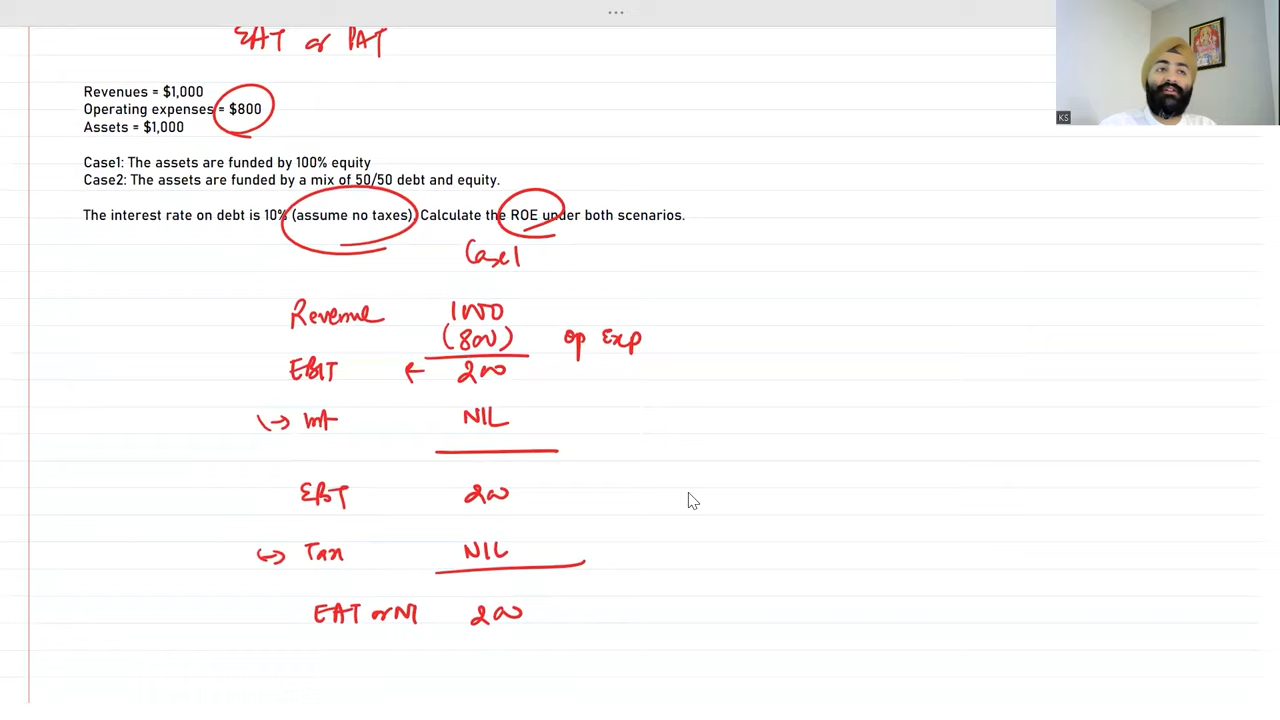 EAT or PAT
Revenues = $1,000
Operating expenses = $800
Assets = $1,000
Case1: The assets are funded by 100% equity
Case2: The assets are funded by a mix of 50/50 debt and equity.
The interest rate on debt is 10% (assume no taxes). Calculate the ROE under both scenarios.
Case1
Revenue 1000
(800) Op Exp
EBIT ← 200
(-) Int NIL
EBT 200
(-) Tax NIL
EAT or NI 200
KS